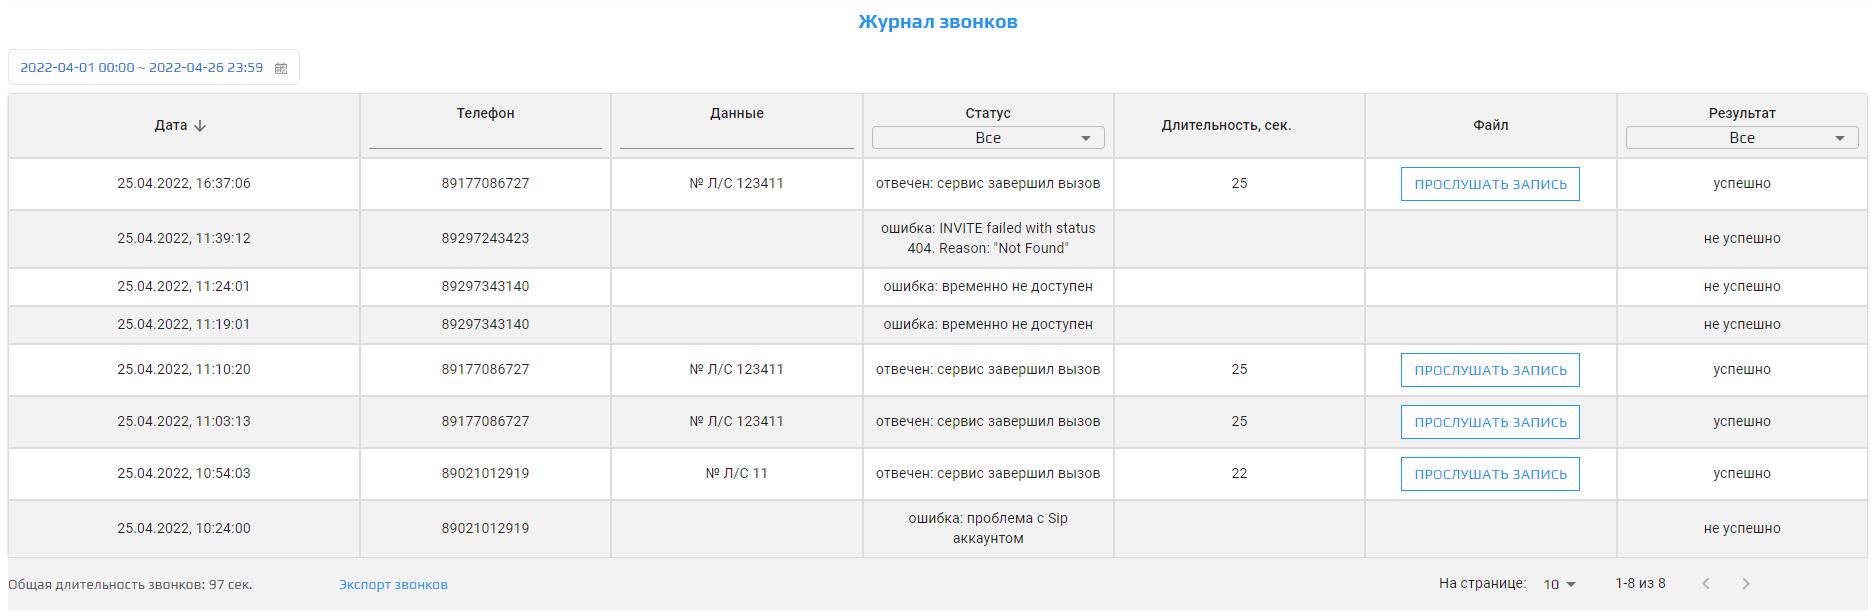 Журнал звонков
2022-04-01 00:00 ~ 2022-04-26 23:59
Дата Телефон Данные Статус Длительность, сек. Файл Результат
Все Все
25.04.2022, 16:37:06 89177086727 № Л/С 123411 отвечен: сервис завершил вызов 25 ПРОСЛУШАТЬ ЗАПИСЬ успешно
25.04.2022, 11:39:12 89297243423 ошибка: INVITE failed with status 404. Reason: "Not Found" не успешно
25.04.2022, 11:24:01 89297343140 ошибка: временно не доступен не успешно
25.04.2022, 11:19:01 89297343140 ошибка: временно не доступен не успешно
25.04.2022, 11:10:20 89177086727 № Л/С 123411 отвечен: сервис завершил вызов 25 ПРОСЛУШАТЬ ЗАПИСЬ успешно
25.04.2022, 11:03:13 89177086727 № Л/С 123411 отвечен: сервис завершил вызов 25 ПРОСЛУШАТЬ ЗАПИСЬ успешно
25.04.2022, 10:54:03 89021012919 № Л/С 11 отвечен: сервис завершил вызов 22 ПРОСЛУШАТЬ ЗАПИСЬ успешно
25.04.2022, 10:24:00 89021012919 ошибка: проблема с Sip аккаунтом не успешно
Общая длительность звонков: 97 сек. Экспорт звонков На странице: 10 1-8 из 8